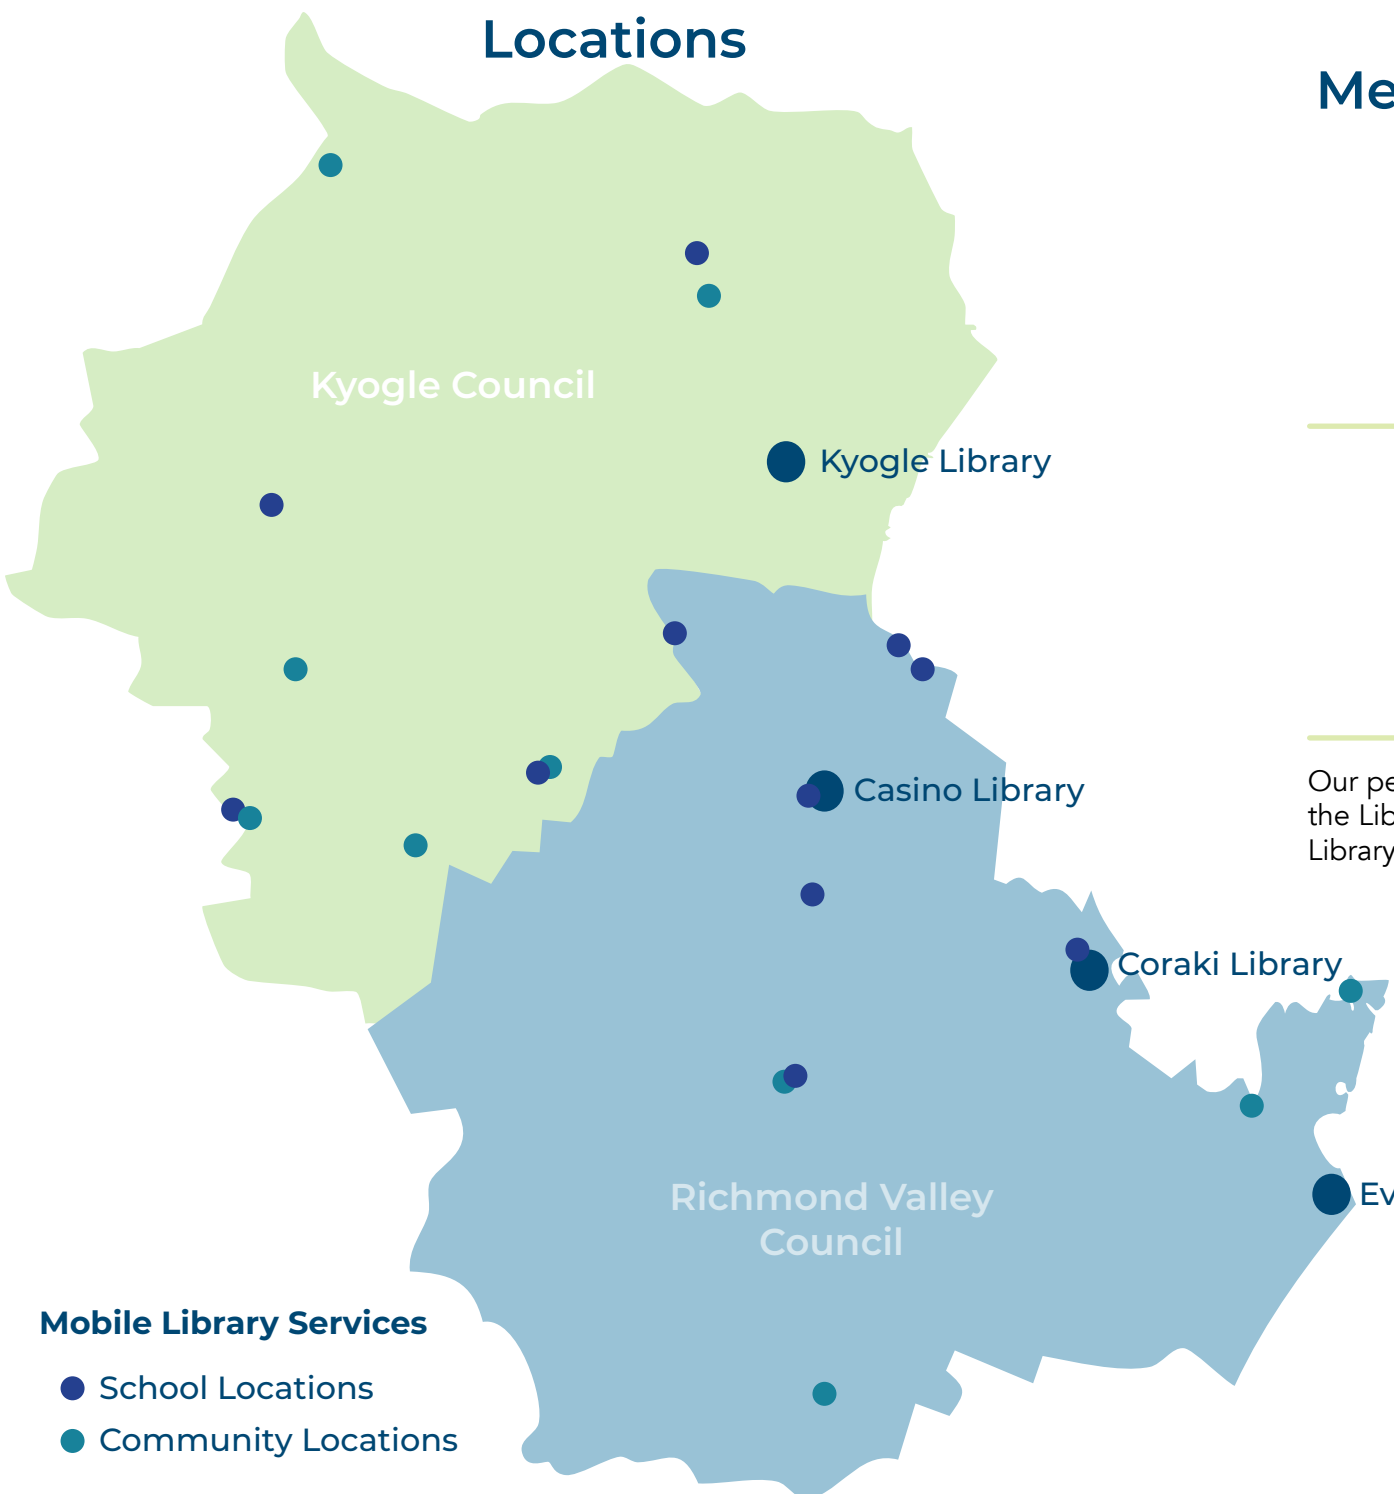 Locations
Me
Kyogle Council
Kyogle Library
Casino Library
Our pe
the Lib
Library
Coraki Library
Richmond Valley
Council
Ev
Mobile Library Services
School Locations
Community Locations